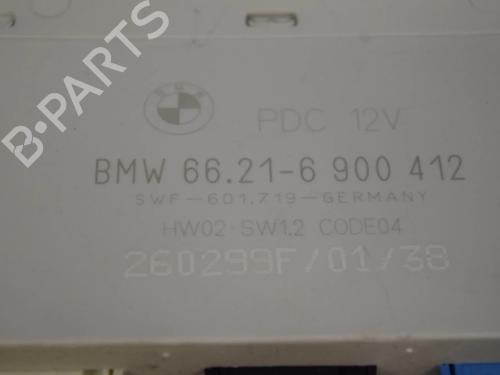 BMW
PDC 12V
BMW 66.21-6 900 412
SWF-601.719-GERMANY
HW02-SW1.2 CODE04
260299F/01/38
B-PARTS